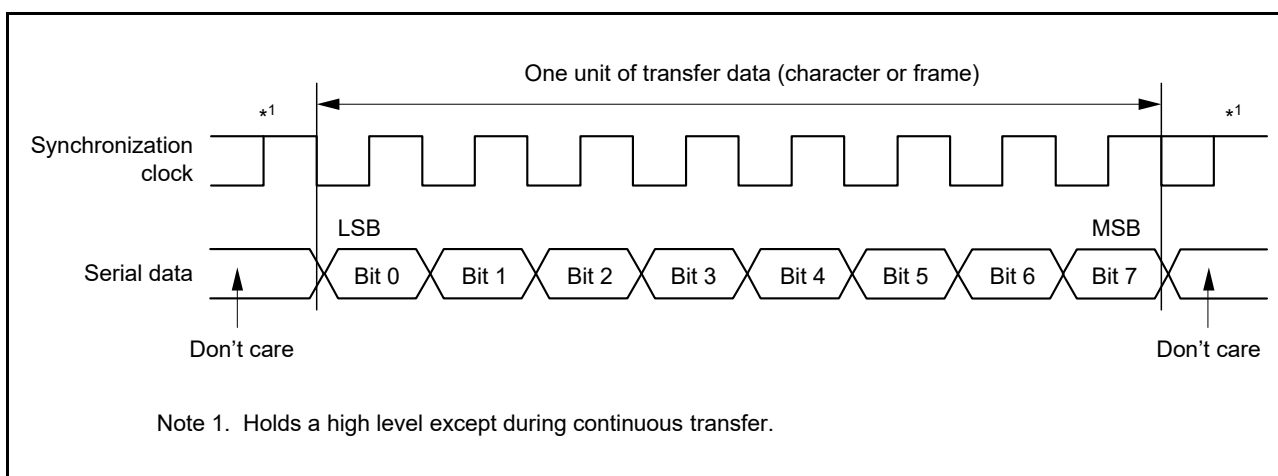 One unit of transfer data (character or frame)
*1
*1
Synchronization
clock
LSB
MSB
Serial data
Bit 0
Bit 1
Bit 2
Bit 3
Bit 4
Bit 5
Bit 6
Bit 7
Don’t care
Don’t care
Note 1. Holds a high level except during continuous transfer.